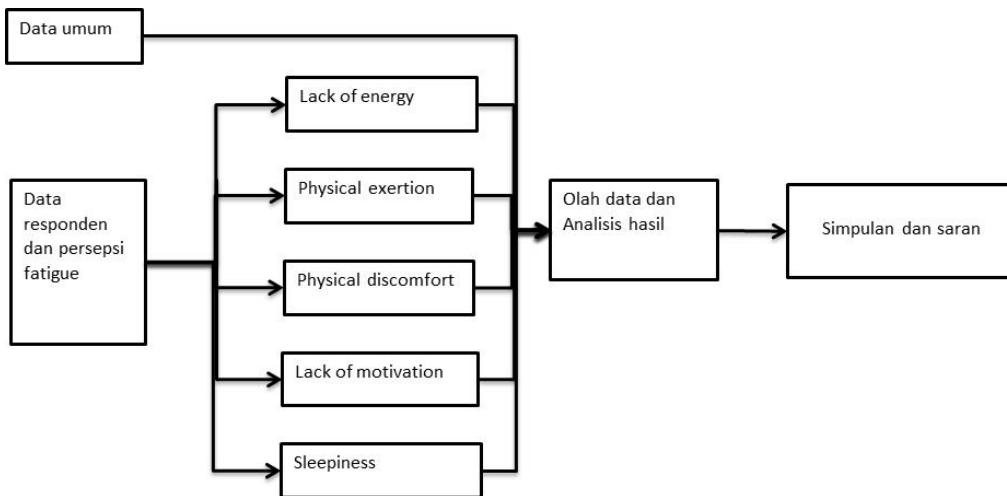 Data umum
Lack of energy
Data
responden
dan persepsi
fatigue
Physical exertion
Physical discomfort
Lack of motivation
Sleepiness
Olah data dan
Analisis hasil
Simpulan dan saran